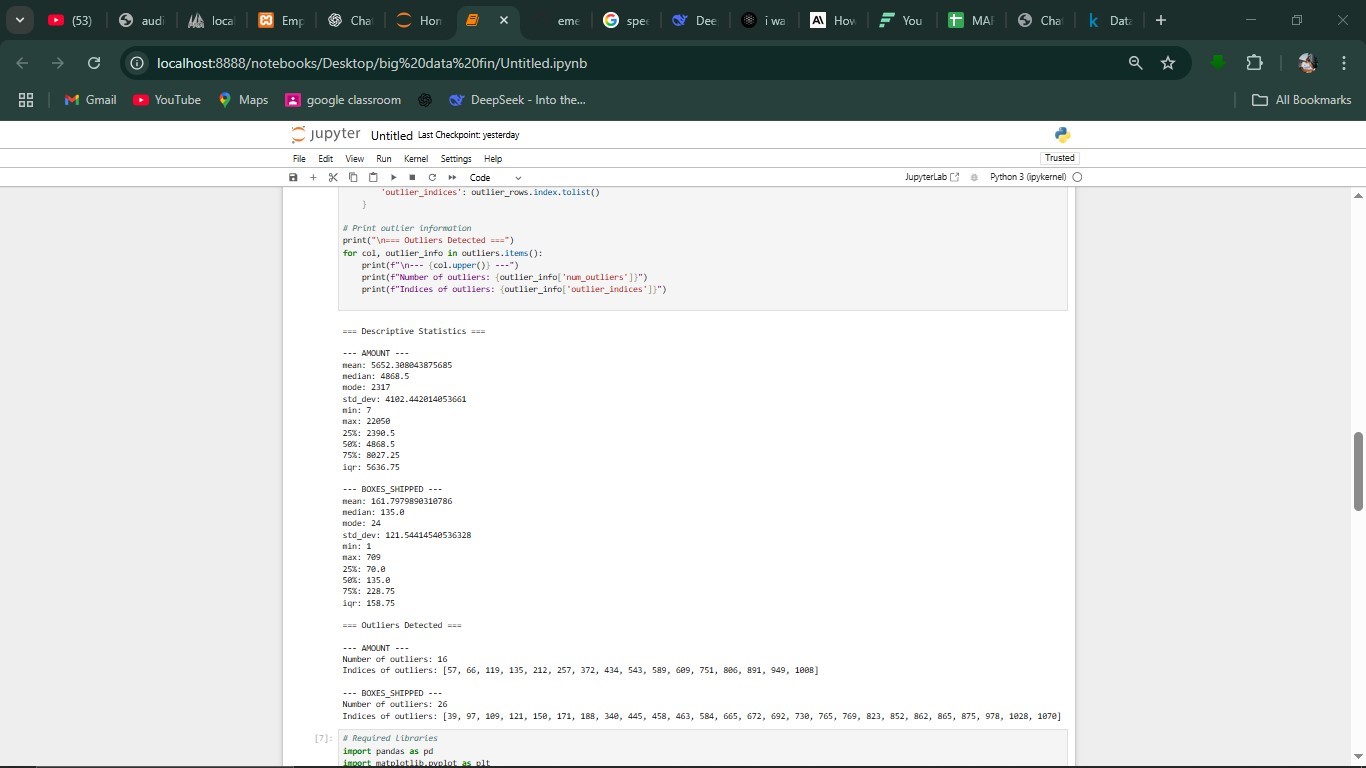 (53)
audi
local
Emp
Cha
Hon
eme
spec
Dee
i wa
How
You
MAI
Cha
Data
localhost:8888/notebooks/Desktop/big%20data%20fin/Untitled.ipynb
Gmail
YouTube
Maps
google classroom
DeepSeek - Into the...
All Bookmarks
jupyter Untitled Last Checkpoint: yesterday
File Edit View Run Kernel Settings Help
Trusted
Code
JupyterLab
Python 3 (ipykernel)
'outlier_indices': outlier_rows.index.tolist()
}
# Print outlier information
print("\n=== Outliers Detected ===")
for col, outlier_info in outliers.items():
print(f"\n--- {col.upper()} ---")
print(f"Number of outliers: {outlier_info['num_outliers']}")
print(f"Indices of outliers: {outlier_info['outlier_indices']}")
=== Descriptive Statistics ===
--- AMOUNT ---
mean: 5652.308043875685
median: 4868.5
mode: 2317
std_dev: 4102.442014053661
min: 7
max: 22050
25%: 2390.5
50%: 4868.5
75%: 8027.25
iqr: 5636.75
--- BOXES_SHIPPED ---
mean: 161.7979890310786
median: 135.0
mode: 24
std_dev: 121.54414540536328
min: 1
max: 709
25%: 70.0
50%: 135.0
75%: 228.75
iqr: 158.75
=== Outliers Detected ===
--- AMOUNT ---
Number of outliers: 16
Indices of outliers: [57, 66, 119, 135, 212, 257, 372, 434, 543, 589, 609, 751, 806, 891, 949, 1008]
--- BOXES_SHIPPED ---
Number of outliers: 26
Indices of outliers: [39, 97, 109, 121, 150, 171, 188, 340, 445, 458, 463, 584, 665, 672, 692, 730, 765, 769, 823, 852, 862, 865, 875, 978, 1028, 1070]
[7]:
# Required libraries
import pandas as pd
import matplotlib.pyplot as plt